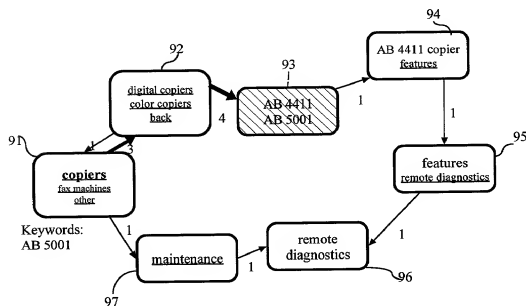 94
92
93
AB 4411 copier
features
digital copiers
color copiers
back
AB 4411
AB 5001
1
4
1
91
1
3
95
copiers
fax machines
other
features
remote diagnostics
Keywords:
AB 5001
1
1
maintenance
remote
diagnostics
1
97
96